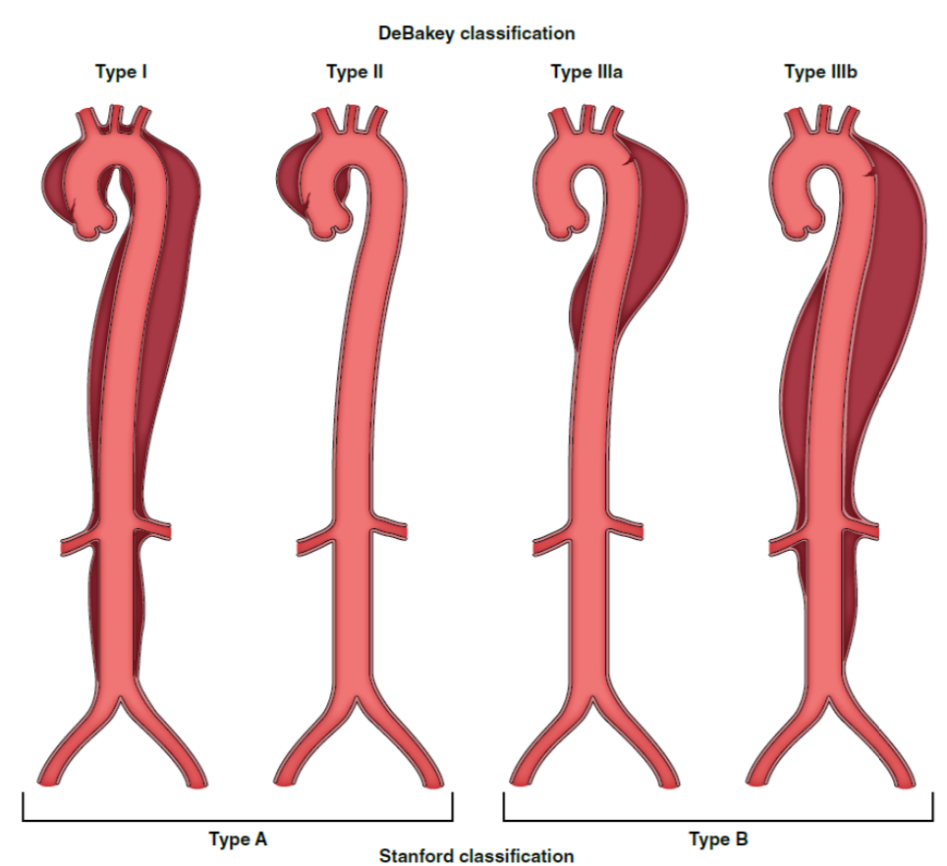 DeBakey classification
Type I Type II Type IIIa Type IIIb
Type A Type B
Stanford classification